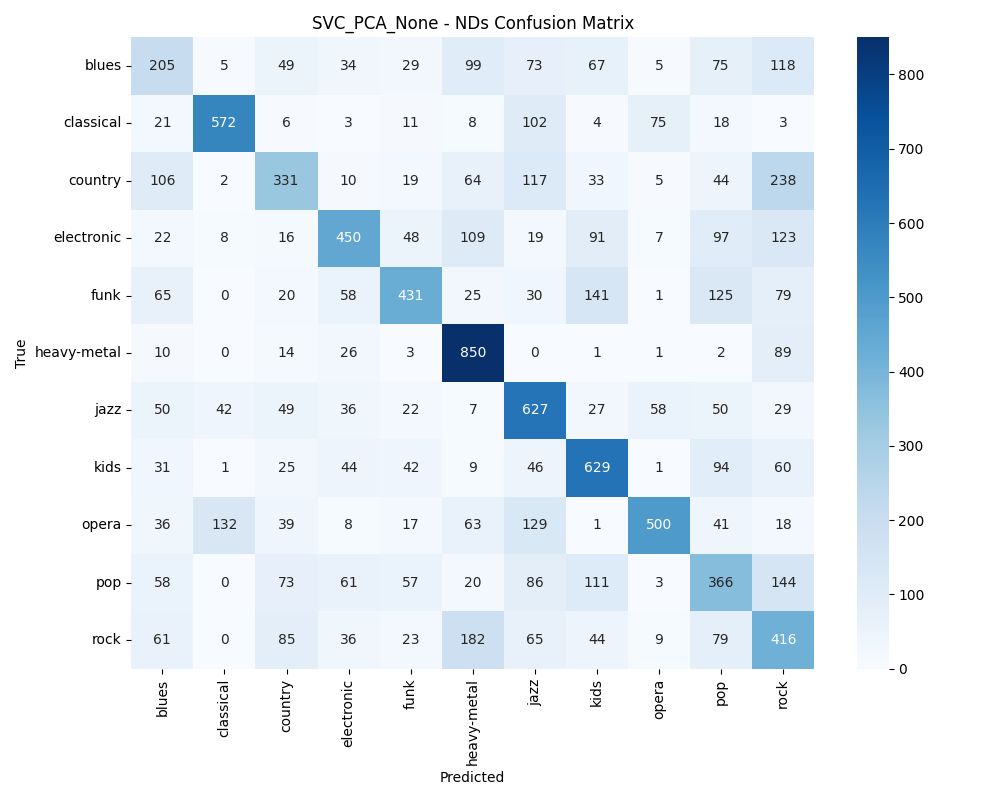 SVC_PCA_None - NDs Confusion Matrix
blues 205 5 49 34 29 99 73 67 5 75 118
classical 21 572 6 3 11 8 102 4 75 18 3
country 106 2 331 10 19 64 117 33 5 44 238
electronic 22 8 16 450 48 109 19 91 7 97 123
funk 65 0 20 58 431 25 30 141 1 125 79
heavy-metal 10 0 14 26 3 850 0 1 1 2 89
jazz 50 42 49 36 22 7 627 27 58 50 29
kids 31 1 25 44 42 9 46 629 1 94 60
opera 36 132 39 8 17 63 129 1 500 41 18
pop 58 0 73 61 57 20 86 111 3 366 144
rock 61 0 85 36 23 182 65 44 9 79 416
True
blues classical country electronic funk heavy-metal jazz kids opera pop rock
Predicted
800
700
600
500
400
300
200
100
0